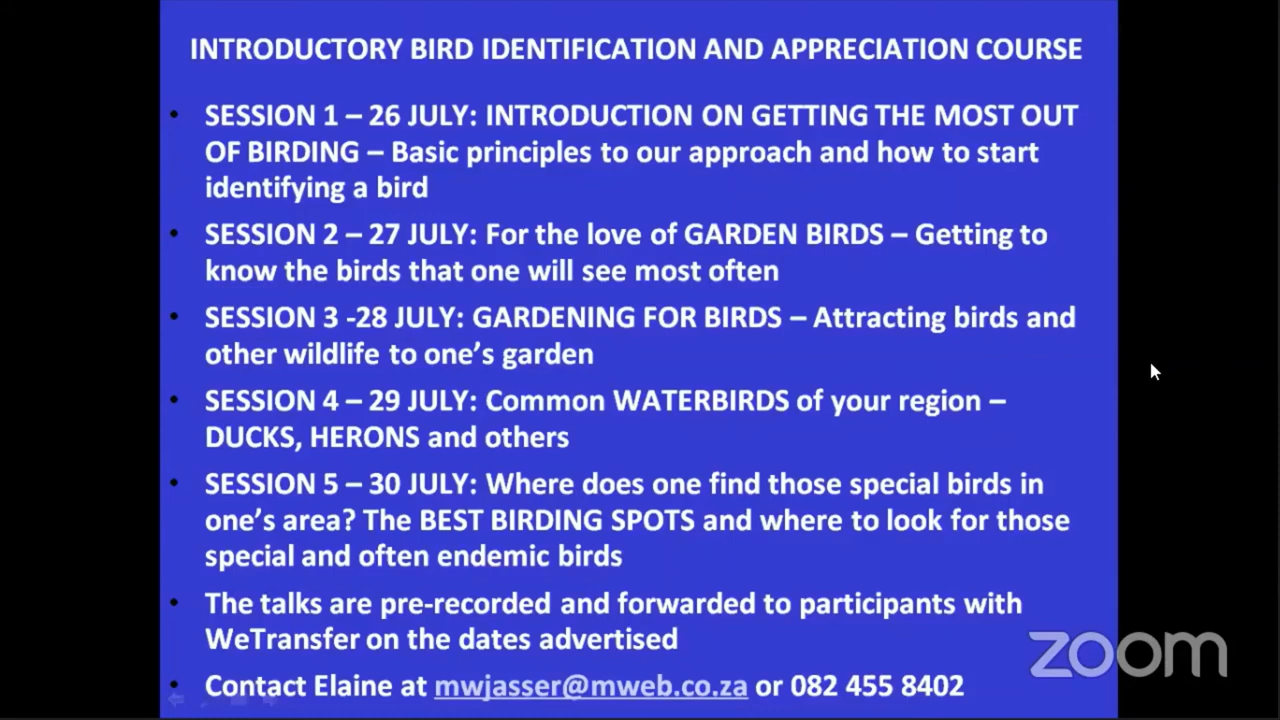 INTRODUCTORY BIRD IDENTIFICATION AND APPRECIATION COURSE
• SESSION 1 – 26 JULY: INTRODUCTION ON GETTING THE MOST OUT
OF BIRDING – Basic principles to our approach and how to start
identifying a bird
• SESSION 2 – 27 JULY: For the love of GARDEN BIRDS – Getting to
know the birds that one will see most often
• SESSION 3 -28 JULY: GARDENING FOR BIRDS – Attracting birds and
other wildlife to one’s garden
• SESSION 4 – 29 JULY: Common WATERBIRDS of your region –
DUCKS, HERONS and others
• SESSION 5 – 30 JULY: Where does one find those special birds in
one’s area? The BEST BIRDING SPOTS and where to look for those
special and often endemic birds
• The talks are pre-recorded and forwarded to participants with
WeTransfer on the dates advertised
• Contact Elaine at mwjasser@mweb.co.za or 082 455 8402
zoom